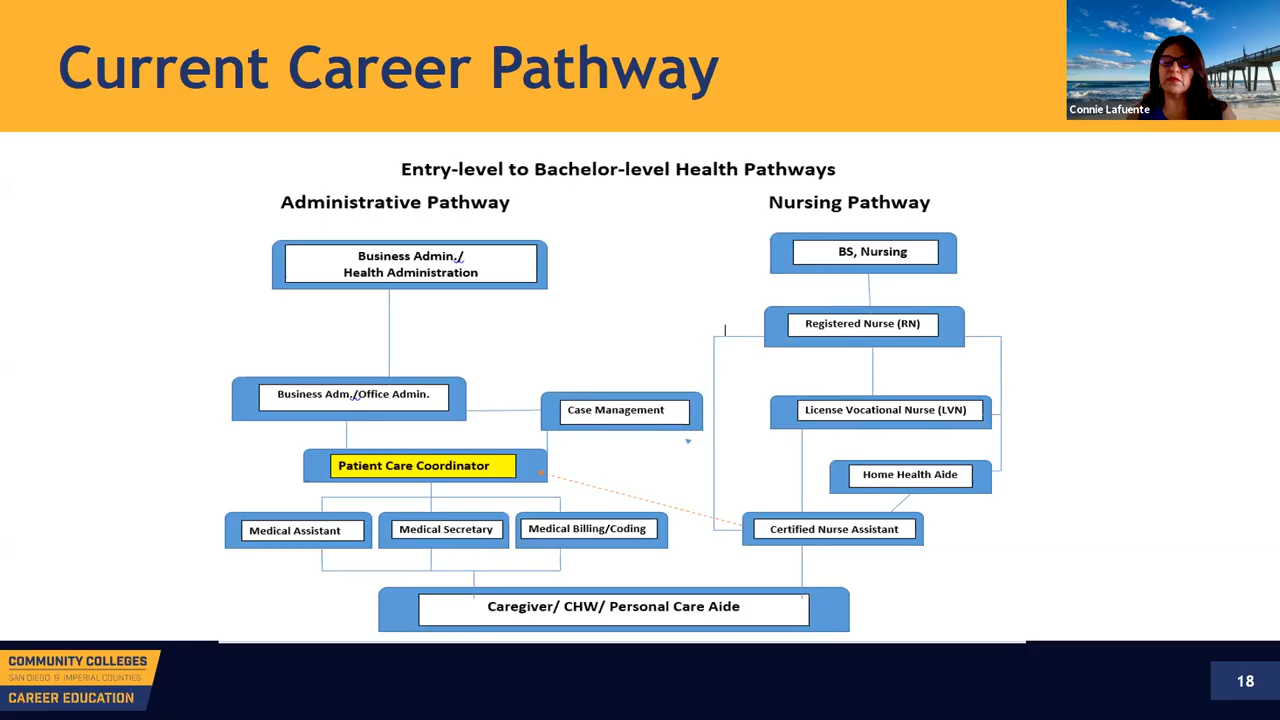 Current Career Pathway
Connie Lafuente
Entry-level to Bachelor-level Health Pathways
Administrative Pathway
Nursing Pathway
Business Admin./
Health Administration
BS, Nursing
Registered Nurse (RN)
Business Adm./Office Admin.
Case Management
License Vocational Nurse (LVN)
Patient Care Coordinator
Home Health Aide
Medical Assistant
Medical Secretary
Medical Billing/Coding
Certified Nurse Assistant
Caregiver/ CHW/ Personal Care Aide
COMMUNITY COLLEGES
SAN DIEGO & IMPERIAL COUNTIES
CAREER EDUCATION
18